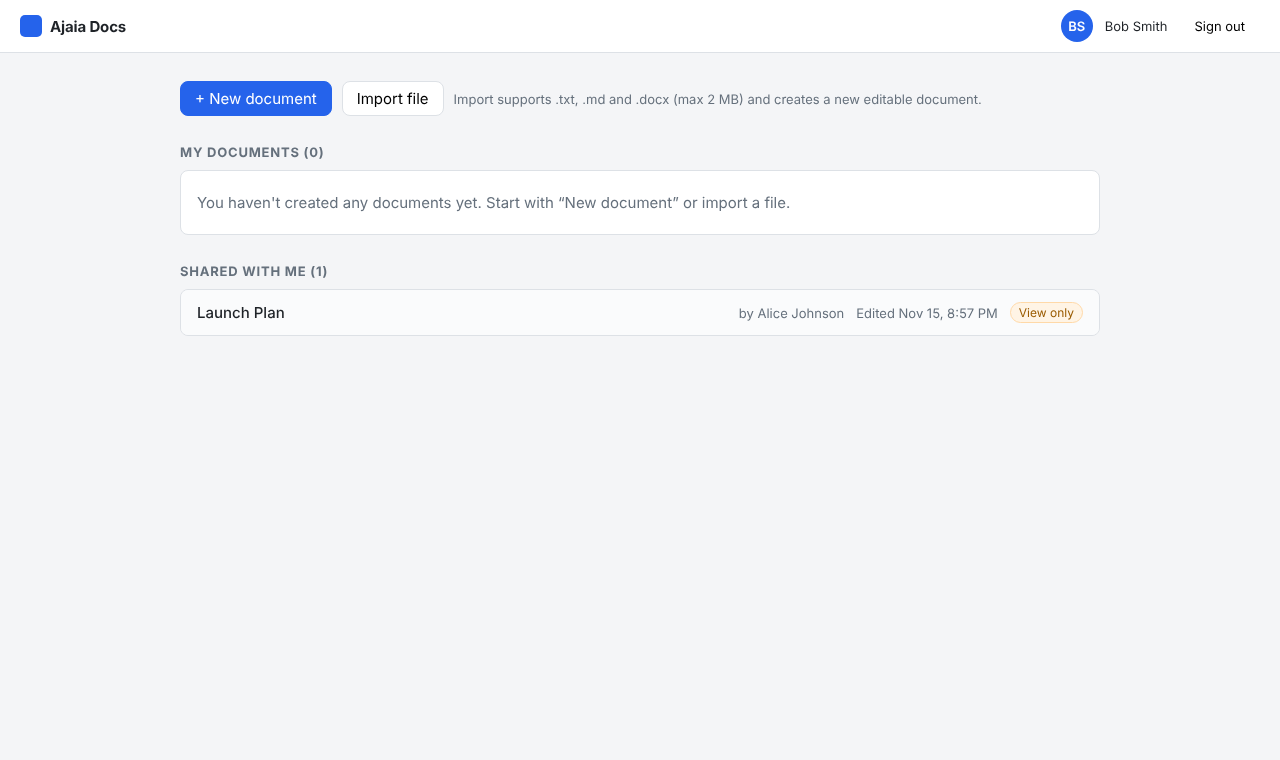 Ajaia Docs
BS Bob Smith Sign out
+ New document Import file Import supports .txt, .md and .docx (max 2 MB) and creates a new editable document.
MY DOCUMENTS (0)
You haven't created any documents yet. Start with “New document” or import a file.
SHARED WITH ME (1)
Launch Plan by Alice Johnson Edited Nov 15, 8:57 PM View only